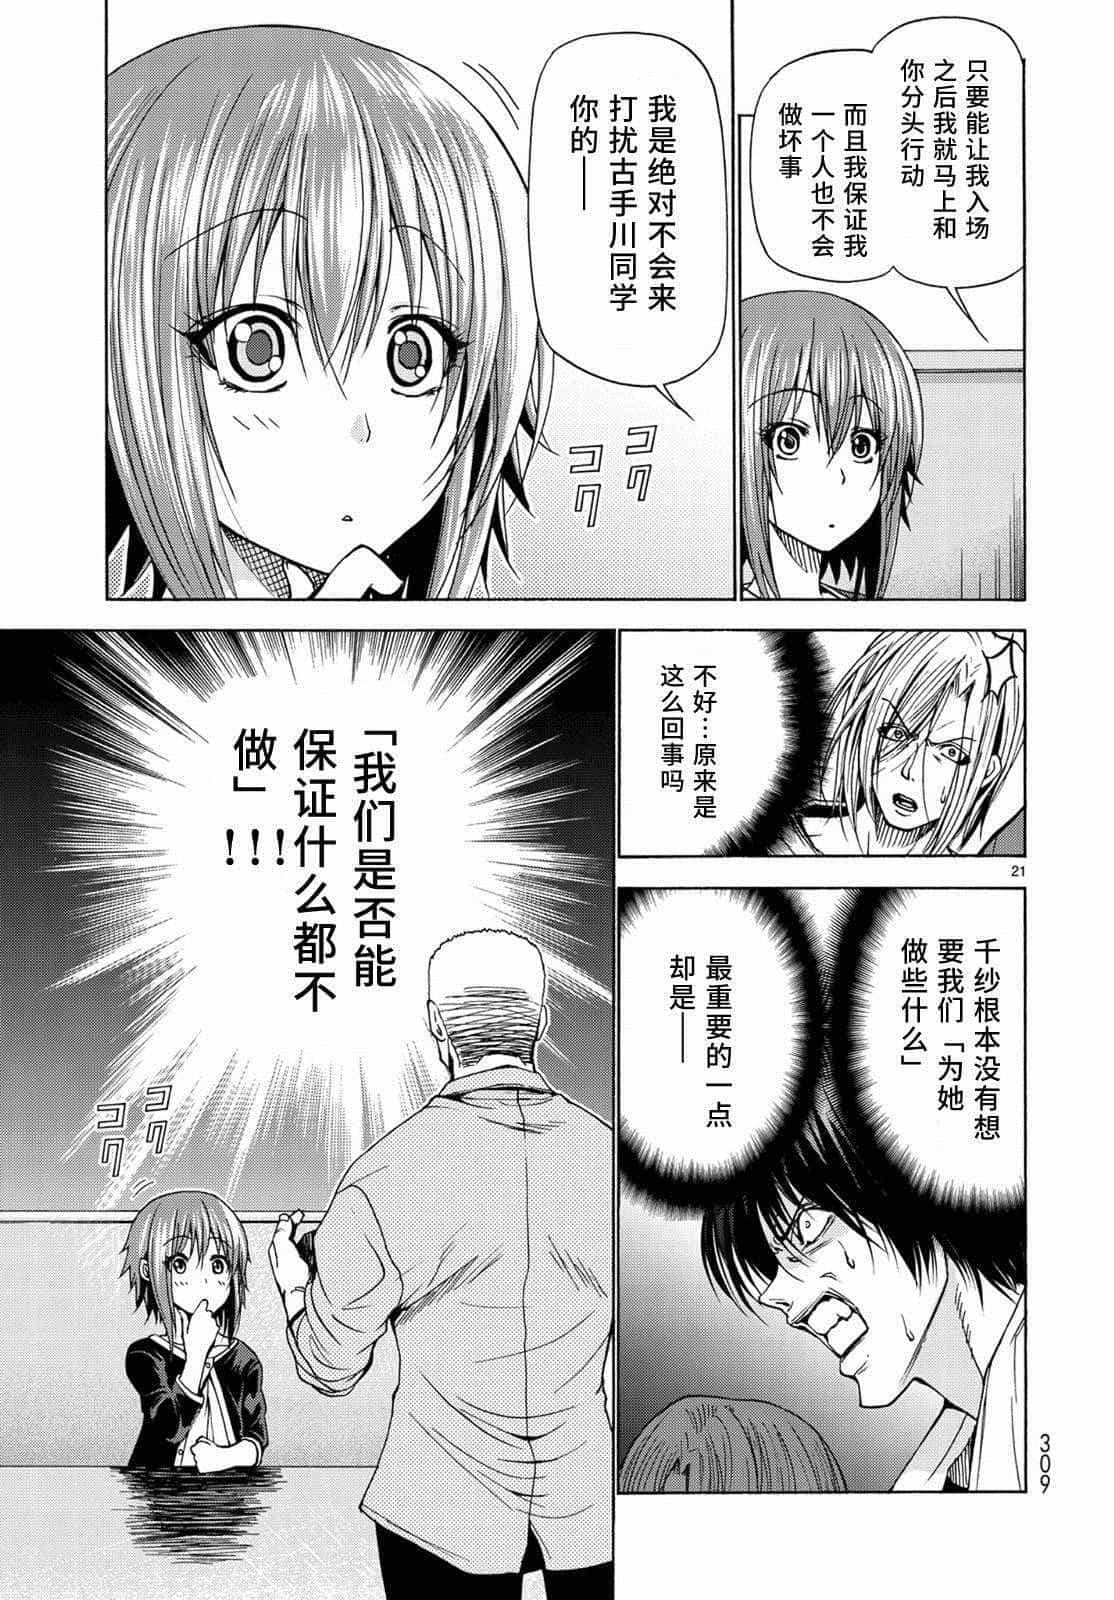 只要能让我入场
之后我就马上和
你分头行动
而且我保证我
一个人也不会
做坏事
我是绝对不会来
打扰古手川同学
你的——
コクコク
不好…原来是
这么回事吗
21
千纱根本没有想
要我们「为她
做些什么」
最重要的一点
却是——
「我们是否能
保证什么都不
做」!!!
コクコク
309